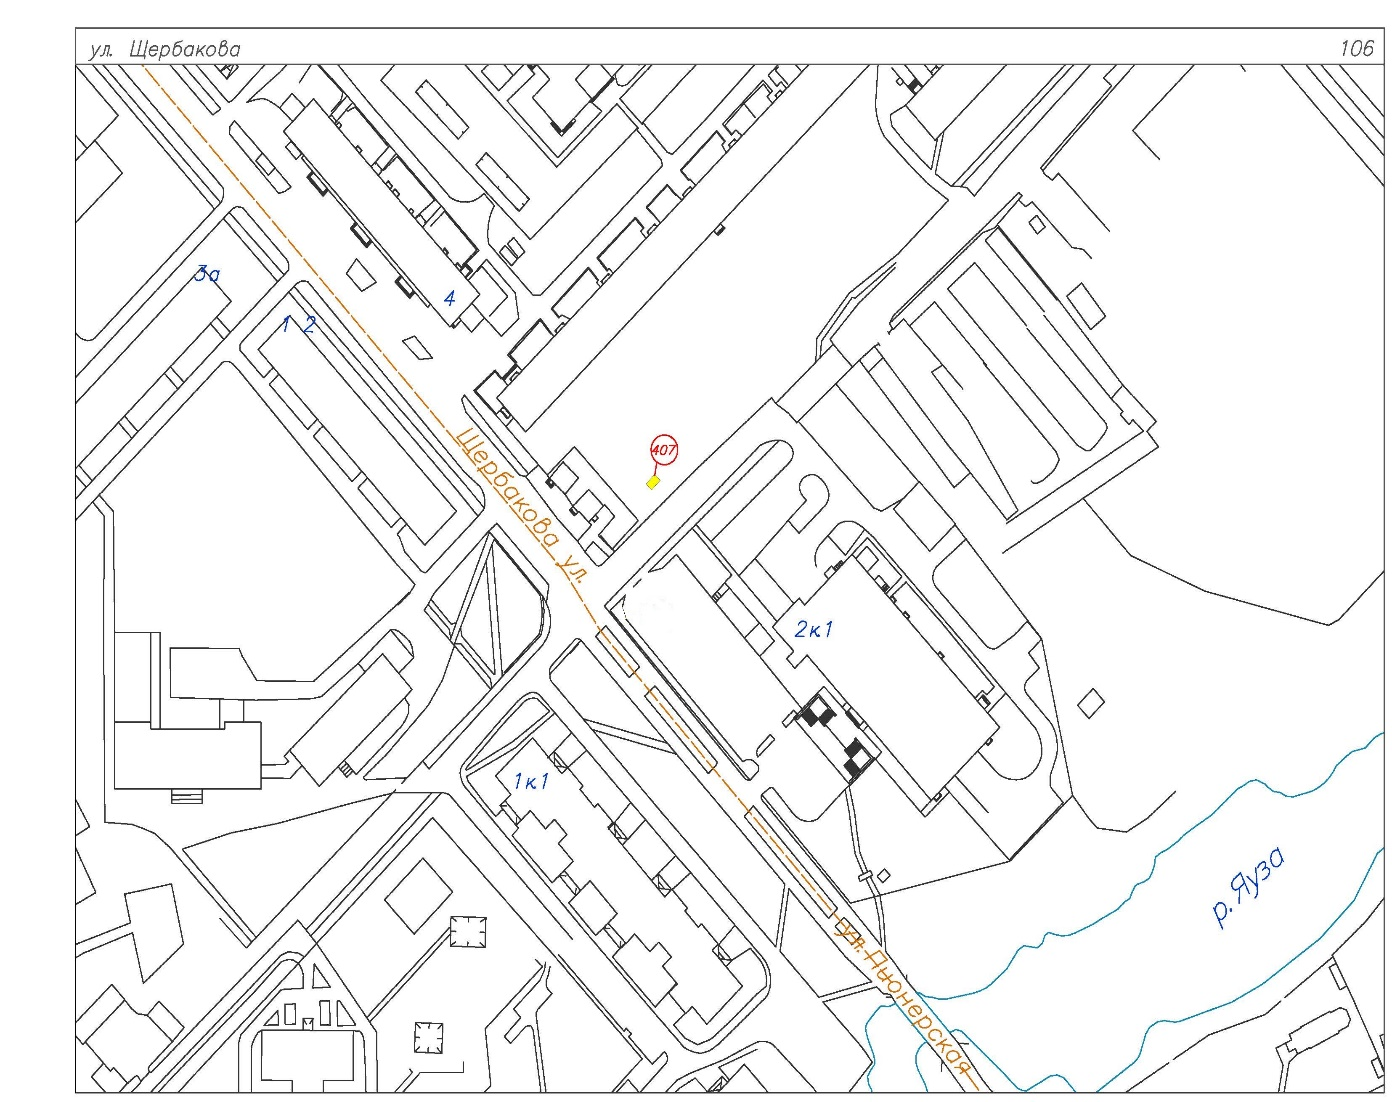 ул. Щербакова
106
3а
1 2
4
407
Щербакова ул.
2к1
1к1
р. Яуза
ул. Пионерская